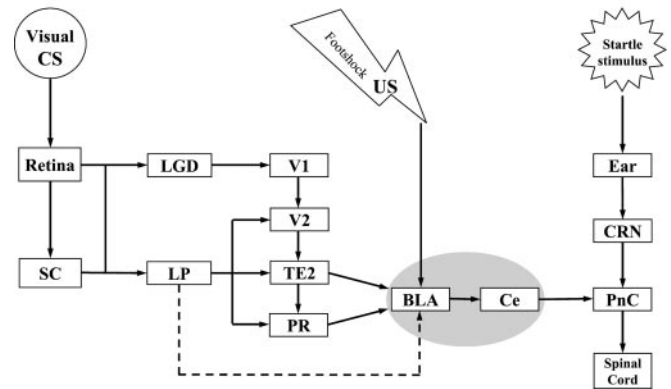 Visual
CS
Footshock
US
Startle
stimulus
Retina
LGD
V1
Ear
V2
CRN
SC
LP
TE2
BLA
Ce
PnC
PR
Spinal
Cord